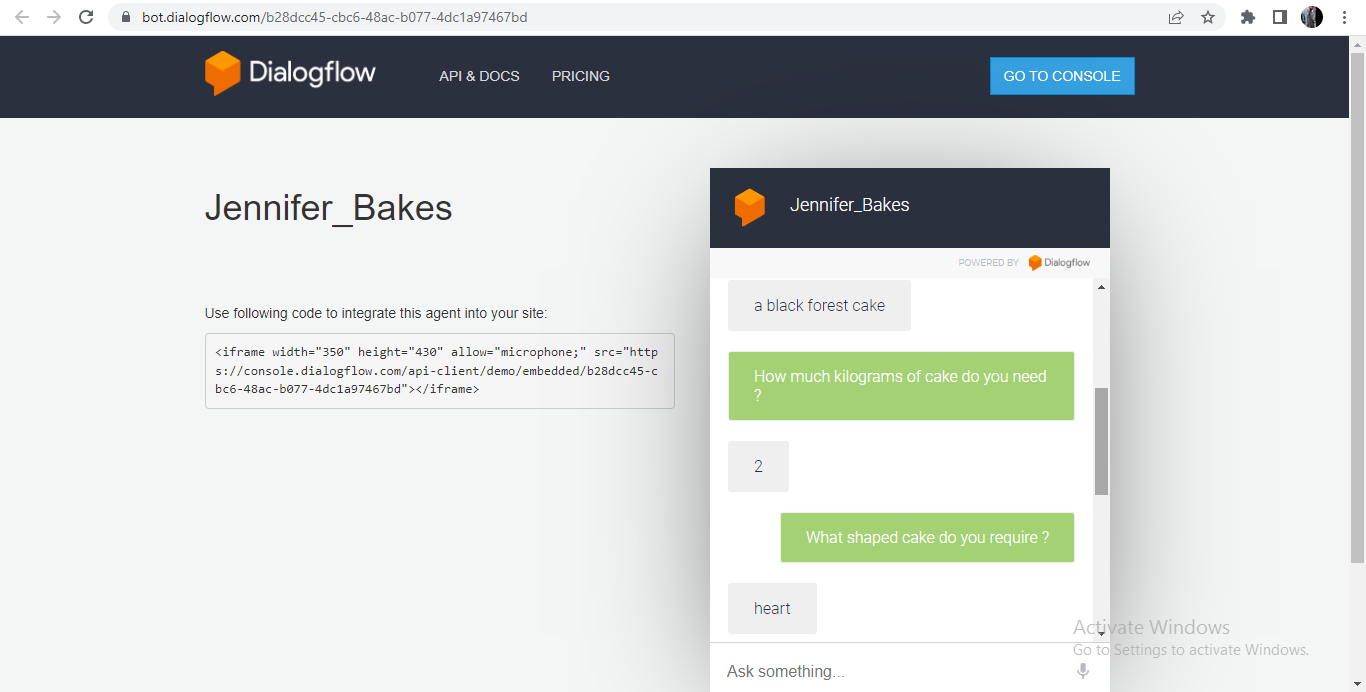 bot.dialogflow.com/b28dcc45-cbc6-48ac-b077-4dc1a97467bd
Dialogflow
API & DOCS
PRICING
GO TO CONSOLE
Jennifer_Bakes
Use following code to integrate this agent into your site:
<iframe width="350" height="430" allow="microphone;" src="http
s://console.dialogflow.com/api-client/demo/embedded/b28dcc45-c
bc6-48ac-b077-4dc1a97467bd"></iframe>
Jennifer_Bakes
POWERED BY Dialogflow
a black forest cake
How much kilograms of cake do you need
?
2
What shaped cake do you require ?
heart
Ask something...
Activate Windows
Go to Settings to activate Windows.